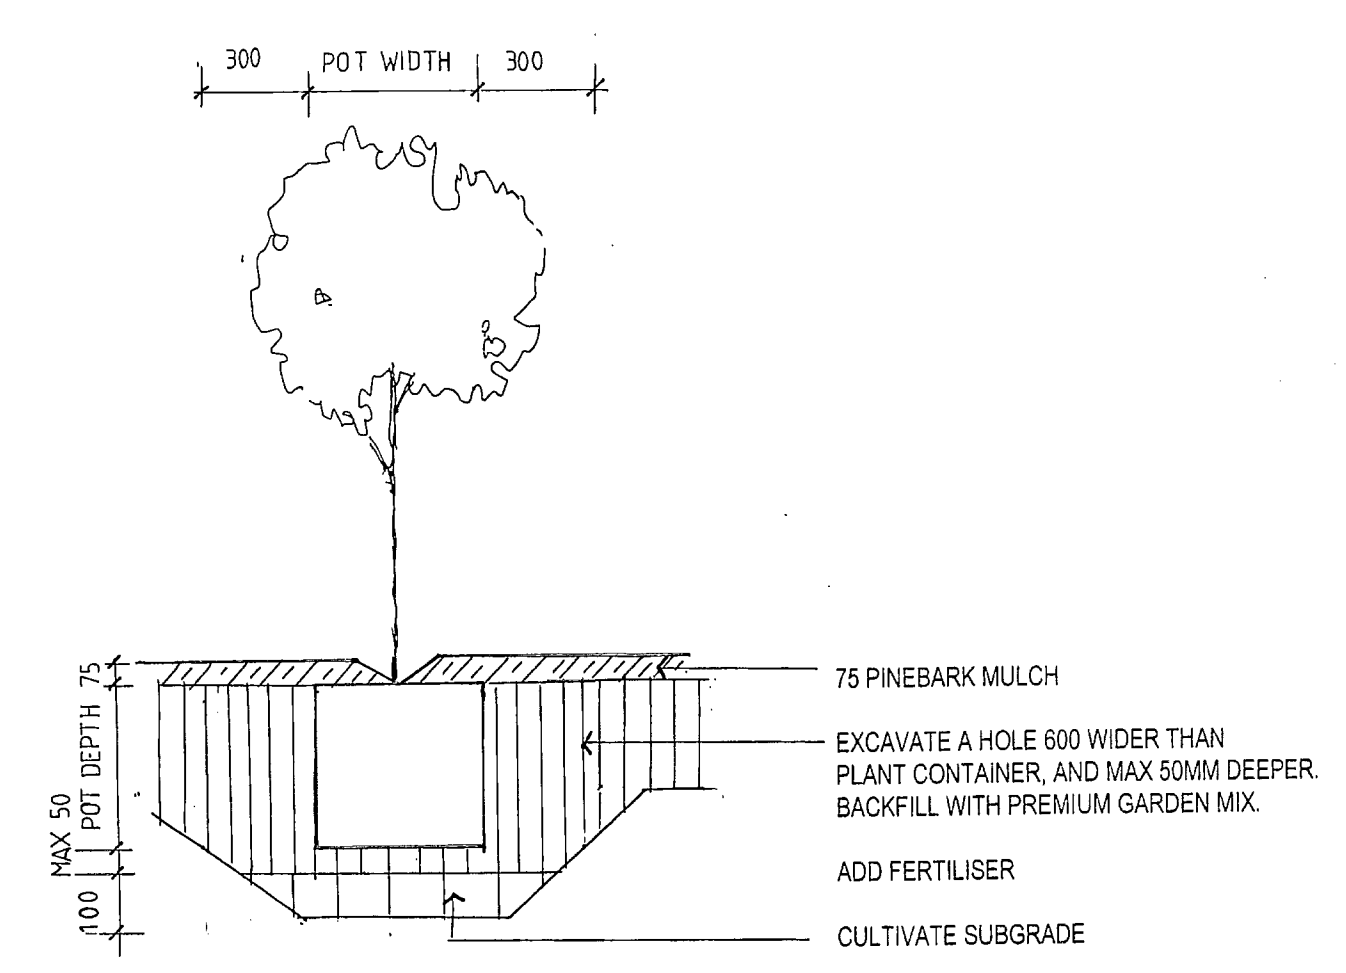 300 POT WIDTH 300
75
POT DEPTH
MAX 50
100
75 PINEBARK MULCH
EXCAVATE A HOLE 600 WIDER THAN
PLANT CONTAINER, AND MAX 50MM DEEPER.
BACKFILL WITH PREMIUM GARDEN MIX.
ADD FERTILISER
CULTIVATE SUBGRADE